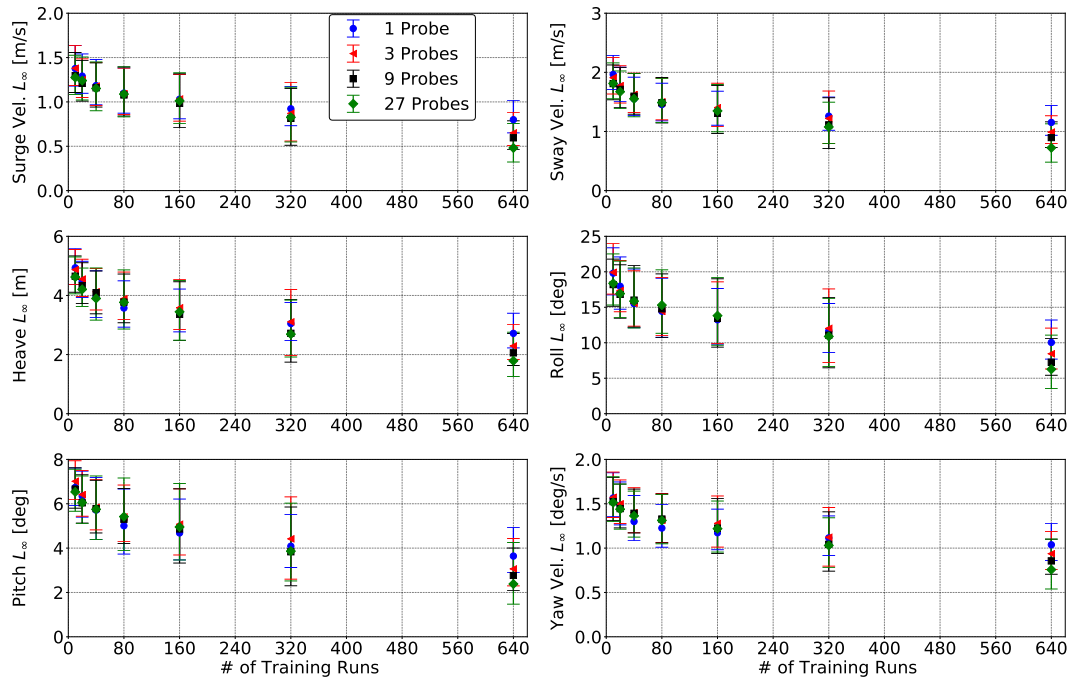 Surge Vel. L∞ [m/s]
2.0
1.5
1.0
0.5
0.0
0 80 160 240 320 400 480 560 640
1 Probe
3 Probes
9 Probes
27 Probes
Sway Vel. L∞ [m/s]
3
2
1
0
0 80 160 240 320 400 480 560 640
Heave L∞ [m]
6
4
2
0
0 80 160 240 320 400 480 560 640
Roll L∞ [deg]
25
20
15
10
5
0
0 80 160 240 320 400 480 560 640
Pitch L∞ [deg]
8
6
4
2
0
0 80 160 240 320 400 480 560 640
# of Training Runs
Yaw Vel. L∞ [deg/s]
2.0
1.5
1.0
0.5
0.0
0 80 160 240 320 400 480 560 640
# of Training Runs